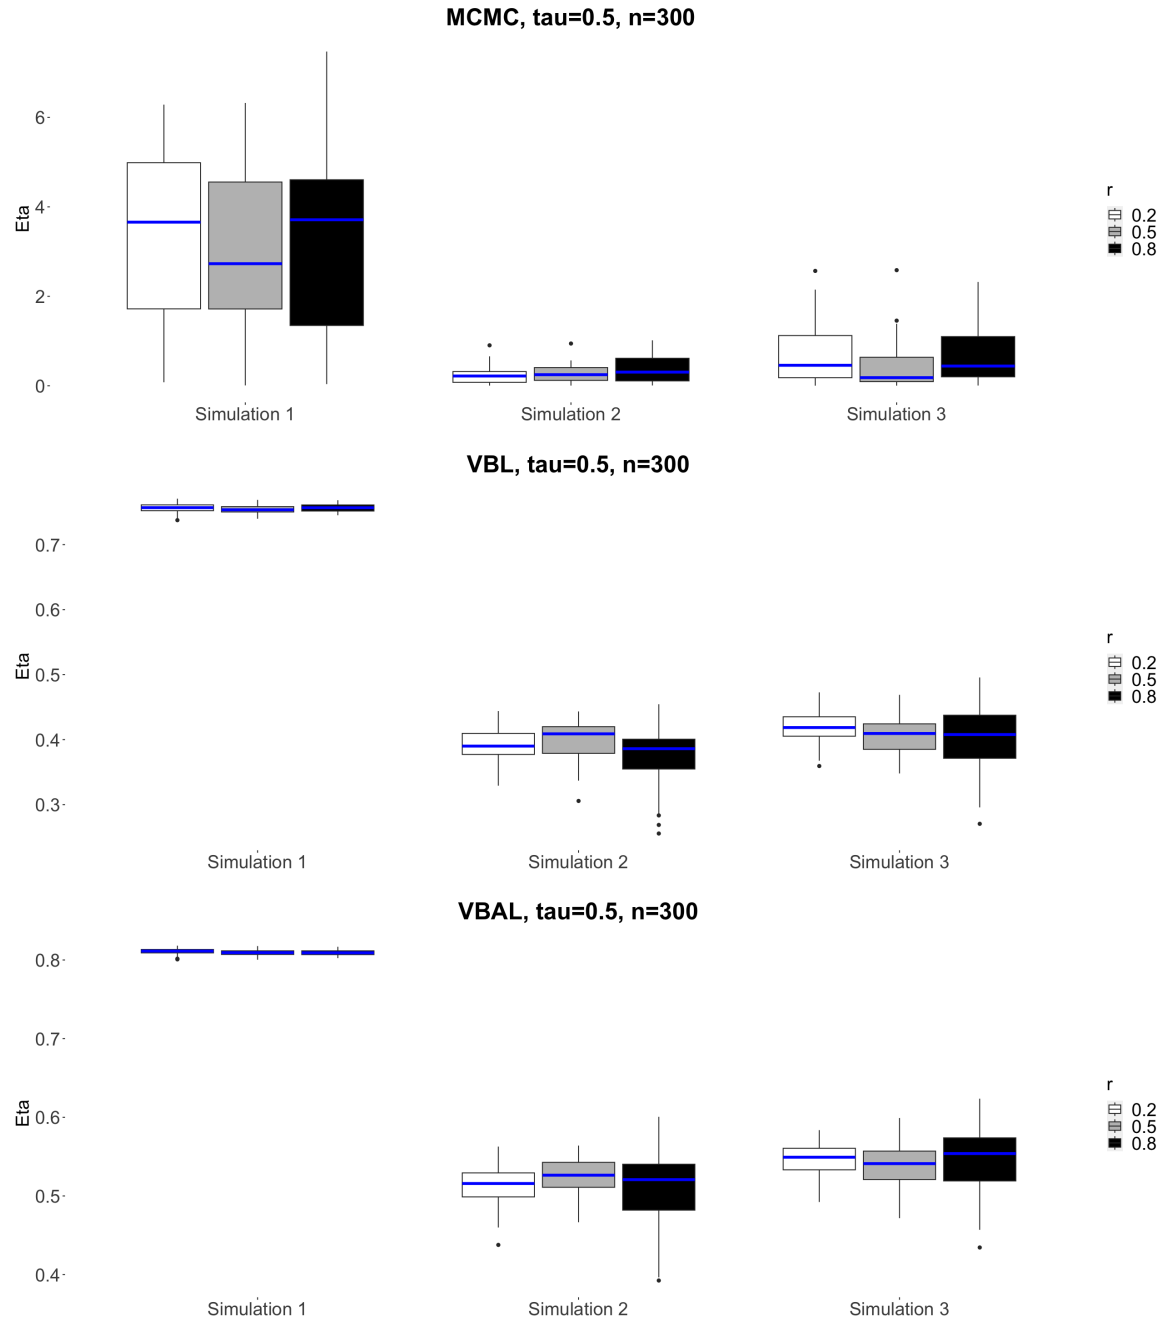 MCMC, tau=0.5, n=300
6
4
2
0
Eta
Simulation 1
Simulation 2
Simulation 3
r
0.2
0.5
0.8
VBL, tau=0.5, n=300
0.7
0.6
0.5
0.4
0.3
Eta
Simulation 1
Simulation 2
Simulation 3
r
0.2
0.5
0.8
VBAL, tau=0.5, n=300
0.8
0.7
0.6
0.5
0.4
Eta
Simulation 1
Simulation 2
Simulation 3
r
0.2
0.5
0.8